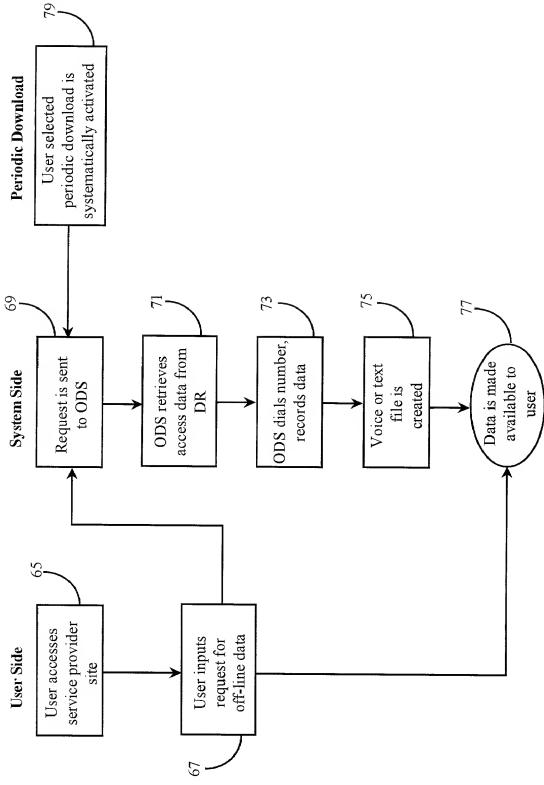 User Side
System Side
Periodic Download
65
User accesses
service provider
site
67
User inputs
request for
off-line data
69
Request is sent
to ODS
71
ODS retrieves
access data from
DR
73
ODS dials number,
records data
75
Voice or text
file is
created
77
Data is made
available to
user
79
User selected
periodic download is
systematically activated